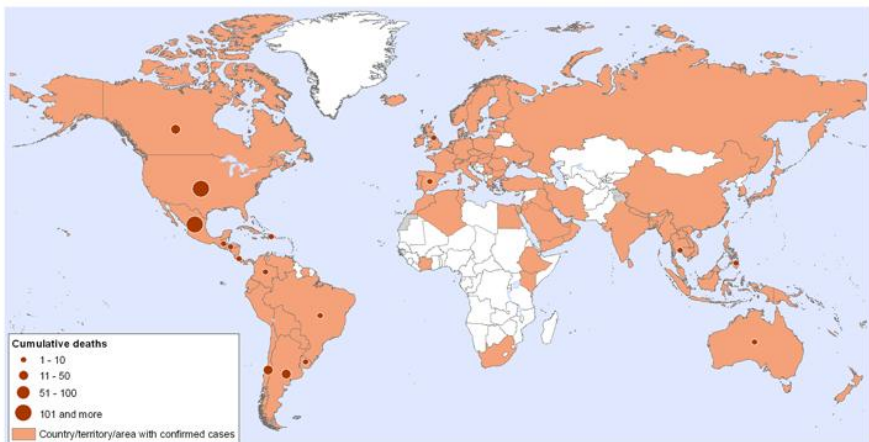 Cumulative deaths
1 - 10
11 - 50
51 - 100
101 and more
Country/territory/area with confirmed cases